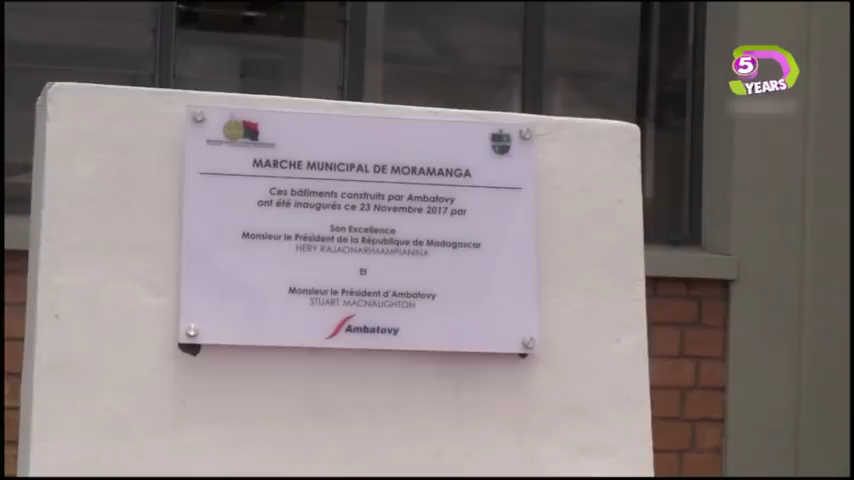 5
YEARS
MARCHE MUNICIPAL DE MORAMANGA
Ces bâtiments construits par Ambatovy
ont été inaugurés ce 23 Novembre 2017 par
Son Excellence
Monsieur le Président de la République de Madagascar
HERY RAJAONARIMAMPIANINA
Et
Monsieur le Président d'Ambatovy
STUART MACNAUGHTON
Ambatovy